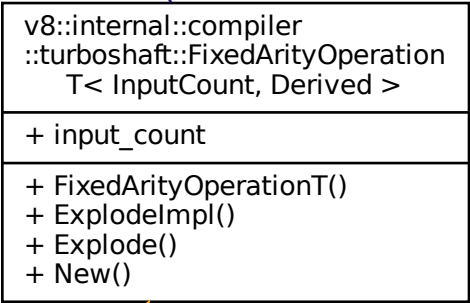 v8::internal::compiler
::turboshaft::FixedArityOperation
T< InputCount, Derived >
+ input_count
+ FixedArityOperationT()
+ ExplodeImpl()
+ Explode()
+ New()